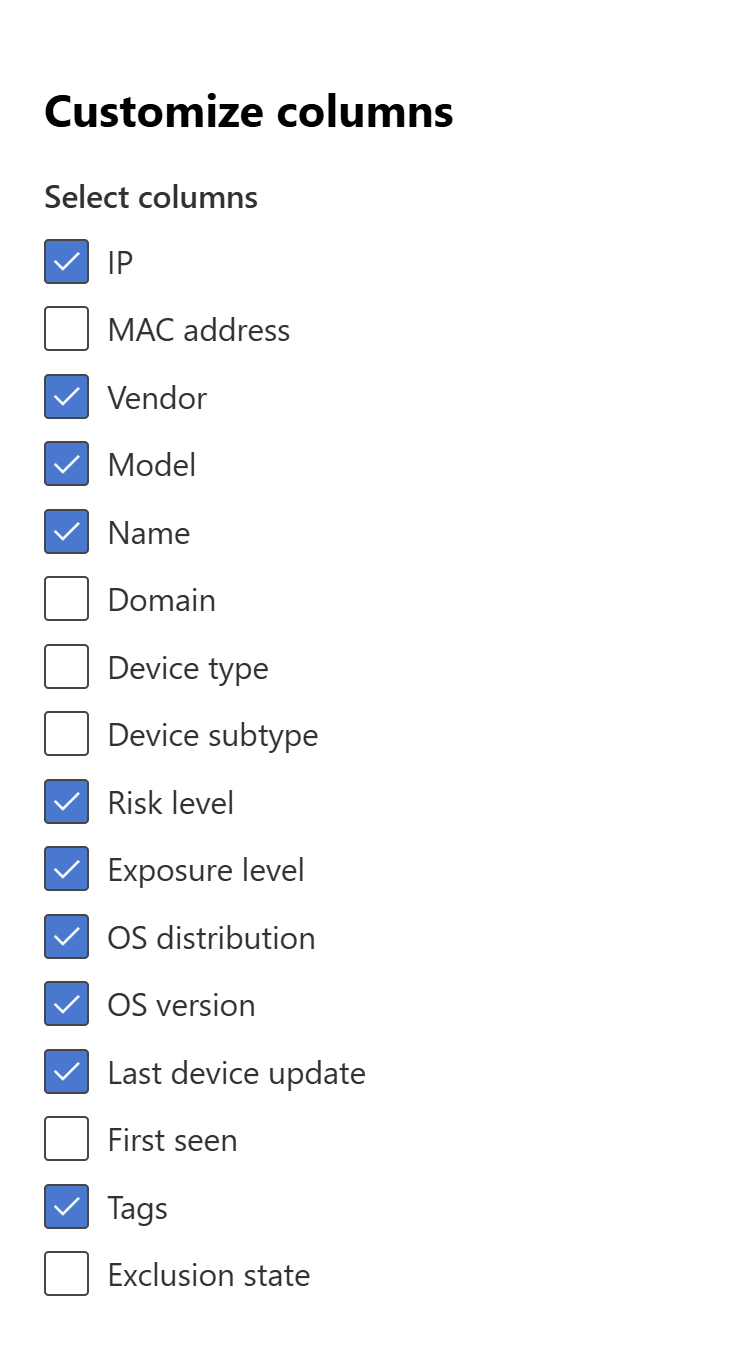 Customize columns
Select columns
IP
MAC address
Vendor
Model
Name
Domain
Device type
Device subtype
Risk level
Exposure level
OS distribution
OS version
Last device update
First seen
Tags
Exclusion state